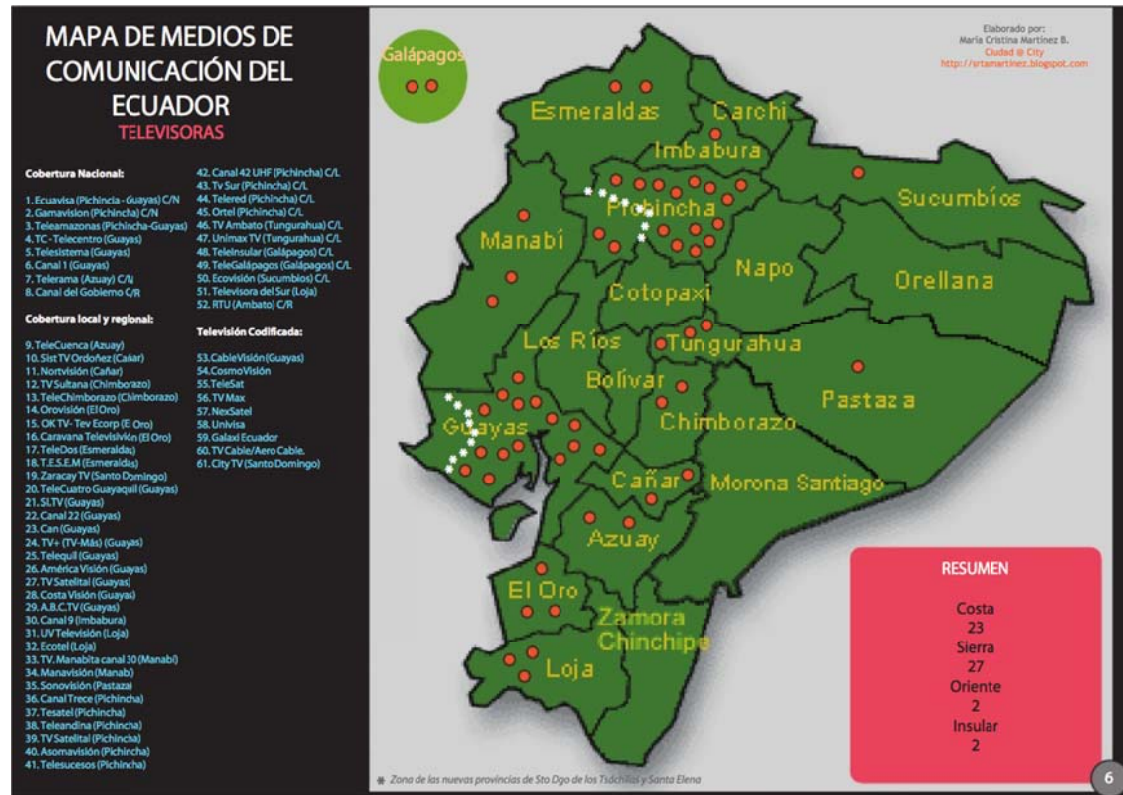 MAPA DE MEDIOS DE
COMUNICACIÓN DEL
ECUADOR
TELEVISORAS
Cobertura Nacional:
1. Ecuavisa (Pichincia - Guayas) C/N
2. Gamavision (Pichincha) C/N
3. Teleamazonas (Pichincha-Guayas)
4. TC - Telecentro (Guayas)
5. Telesistema (Guayas)
6. Canal 1 (Guayas)
7. Telerama (Azuay) C/N
8. Canal del Gobierno C/R
Cobertura local y regional:
9. TeleCuenca (Azuay)
10. Sist TV Ordoñez (Cañar)
11. Nortvisión (Cañar)
12. TV Sultana (Chimborazo)
13. TeleChimborazo (Chimborazo)
14. Orovisión (El Oro)
15. OK TV- Tev Ecorp (E Oro)
16. Caravana Televisivión (El Oro)
17. TeleDos (Esmeralda)
18. T.E.S.E.M (Esmeraldas)
19. Zaracay TV (Santo Domingo)
20. TeleCuatro Guayaquil (Guayas)
21. SI.TV (Guayas)
22. Canal 22 (Guayas)
23. Can (Guayas)
24. TV+ (TV-Más) (Guayas)
25. Telequil (Guayas)
26. América Visión (Guayas)
27. TV Satelital (Guayas)
28. Costa Visión (Guayas)
29. A.B.C.TV (Guayas)
30. Canal 9 (Imbabura)
31. UV Televisión (Loja)
32. Ecotel (Loja)
33. TV. Manabita canal 30 (Manabí)
34. Manavisión (Manab)
35. Sonovisión (Pastaza)
36. Canal Trece (Pichincha)
37. Tesatel (Pichincha)
38. Teleandina (Pichincha)
39. TV Satelital (Pichincha)
40. Asomavisión (Pichircha)
41. Telesucesos (Pichincha)
42. Canal 42 UHF (Pichincha) C/L
43. Tv Sur (Pichincha) C/L
44. Telered (Pichincha) C/L
45. Ortel (Pichincha) C/L
46. TV Ambato (Tungurahua) C/L
47. Unimax TV (Tungurahua) C/L
48. TeleInsular (Galápagos) C/L
49. TeleGalápagos (Galápagos) C/L
50. Ecovisión (Sucumbíos) C/L
51. Televisora del Sur (Loja)
52. RTU (Ambato) C/R
Televisión Codificada:
53. CableVisión (Guayas)
54. CosmoVisión
55. TeleSat
56. TV Max
57. NexSatel
58. Univisa
59. Galaxi Ecuador
60. TV Cable/Aero Cable.
61. City TV (Santo Domingo)
Elaborado por:
María Cristina Martínez B.
Ciudad @ City
http://srtamartinez.blogspot.com
Galápagos
Esmeraldas
Carchi
Imbabura
Sucumbíos
Pichincha
Manabí
Napo
Orellana
Cotopaxi
Los Ríos
Tungurahua
Bolívar
Pastaza
Guayas
Chimborazo
Cañar
Morona Santiago
Azuay
El Oro
Zamora
Chinchipe
Loja
RESUMEN
Costa
23
Sierra
27
Oriente
2
Insular
2
* Zona de las nuevas provincias de Sto Dgo de los Tsáchilas y Santa Elena
6